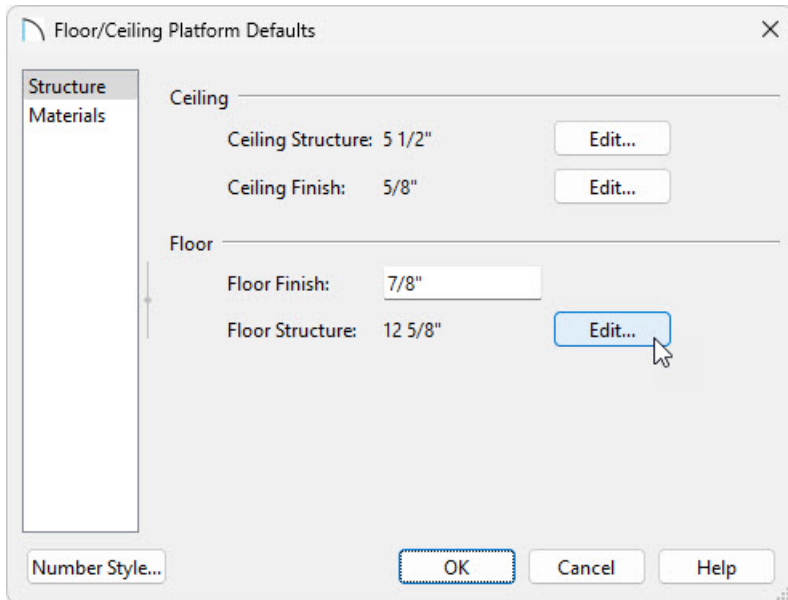 Floor/Ceiling Platform Defaults
Structure
Materials
Ceiling
Ceiling Structure: 5 1/2" Edit...
Ceiling Finish: 5/8" Edit...
Floor
Floor Finish: 7/8"
Floor Structure: 12 5/8" Edit...
Number Style... OK Cancel Help